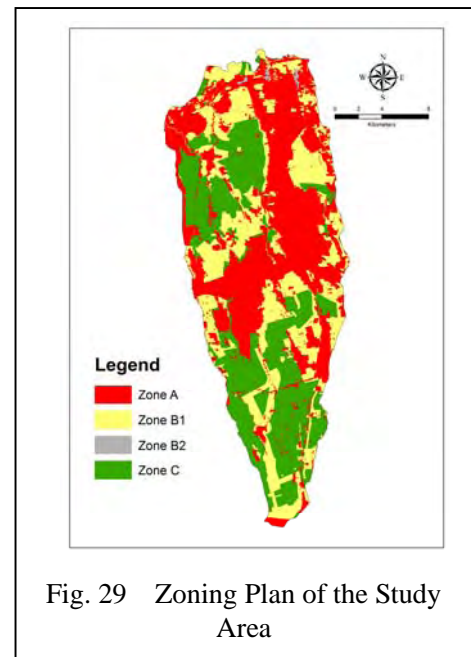 N
W E
S
0 2 4 8
Kilometers
Legend
Zone A
Zone B1
Zone B2
Zone C
Fig. 29 Zoning Plan of the Study
Area